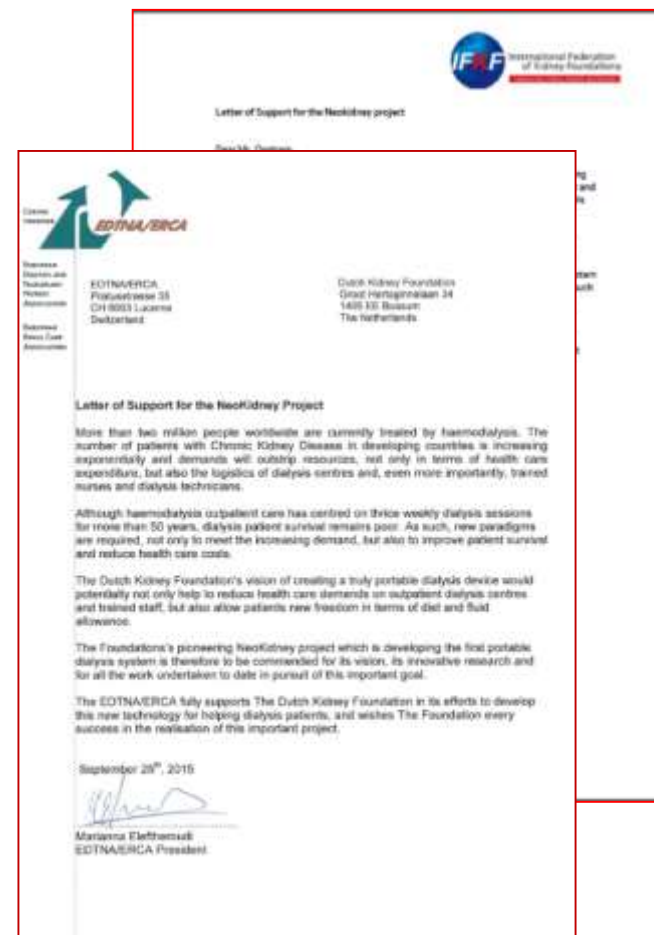 IFKF
International Federation
of Kidney Foundations
Letter of Support for the NeoKidney project
Dear Mr.
and
such
EDTNA/ERCA
EDTNA/ERCA
Pilatusstrasse 35
CH 6003 Lucerne
Switzerland
Dutch Kidney Foundation
Groot Hertoginnelaan 34
1405 EE Bussum
The Netherlands
Letter of Support for the NeoKidney Project
More than two million people worldwide are currently treated by haemodialysis. The
number of patients with Chronic Kidney Disease in developing countries is increasing
exponentially and demands will outstrip resources, not only in terms of health care
expenditure, but also the logistics of dialysis centres and, even more importantly, trained
nurses and dialysis technicians.
Although haemodialysis outpatient care has centred on thrice weekly dialysis sessions
for more than 50 years, dialysis patient survival remains poor. As such, new paradigms
are required, not only to meet the increasing demand, but also to improve patient survival
and reduce health care costs.
The Dutch Kidney Foundation's vision of creating a truly portable dialysis device would
potentially not only help to reduce health care demands on outpatient dialysis centres
and trained staff, but also allow patients new freedom in terms of diet and fluid
allowance.
The Foundations's pioneering NeoKidney project which is developing the first portable
dialysis system is therefore to be commended for its vision, its innovative research and
for all the work undertaken to date in pursuit of this important goal.
The EDTNA/ERCA fully supports The Dutch Kidney Foundation in its efforts to develop
this new technology for helping dialysis patients, and wishes The Foundation every
success in the realisation of this important project.
September 28th, 2015
Marianna Eleftheroudi
EDTNA/ERCA President